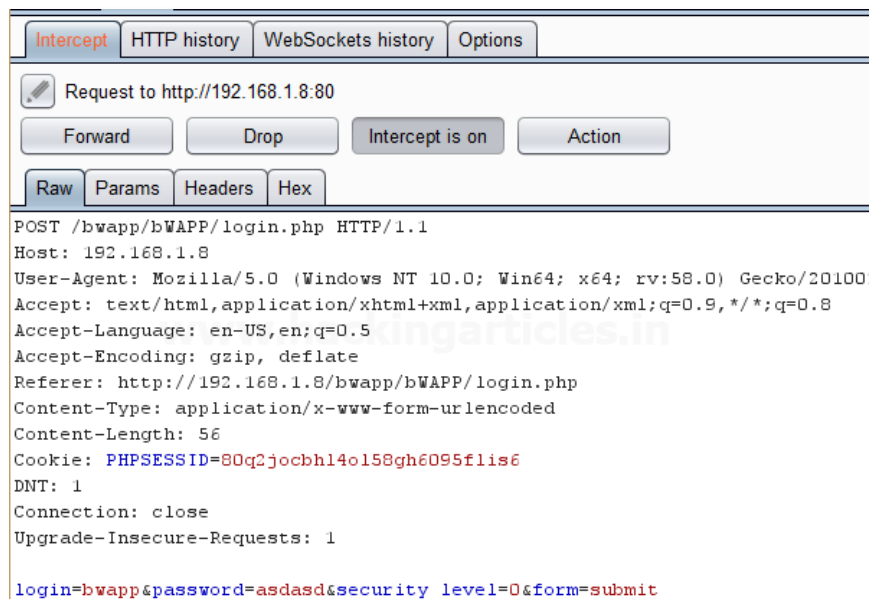 Intercept HTTP history WebSockets history Options
Request to http://192.168.1.8:80
Forward Drop Intercept is on Action
Raw Params Headers Hex
POST /bwapp/bWAPP/login.php HTTP/1.1
Host: 192.168.1.8
User-Agent: Mozilla/5.0 (Windows NT 10.0; Win64; x64; rv:58.0) Gecko/201001
Accept: text/html,application/xhtml+xml,application/xml;q=0.9,*/*;q=0.8
Accept-Language: en-US,en;q=0.5
www.hackingarticles.in
Accept-Encoding: gzip, deflate
Referer: http://192.168.1.8/bwapp/bWAPP/login.php
Content-Type: application/x-www-form-urlencoded
Content-Length: 56
Cookie: PHPSESSID=80q2jocbhl4ol58gh6095flis6
DNT: 1
Connection: close
Upgrade-Insecure-Requests: 1
login=bwapp&password=asdasd&security_level=0&form=submit